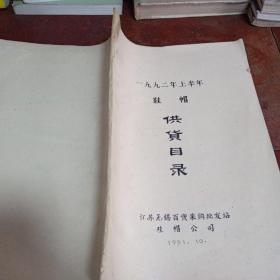 一九九二年上半年
鞋帽
供货目录
江苏无锡百货采购批发站
鞋帽公司
1991.10.